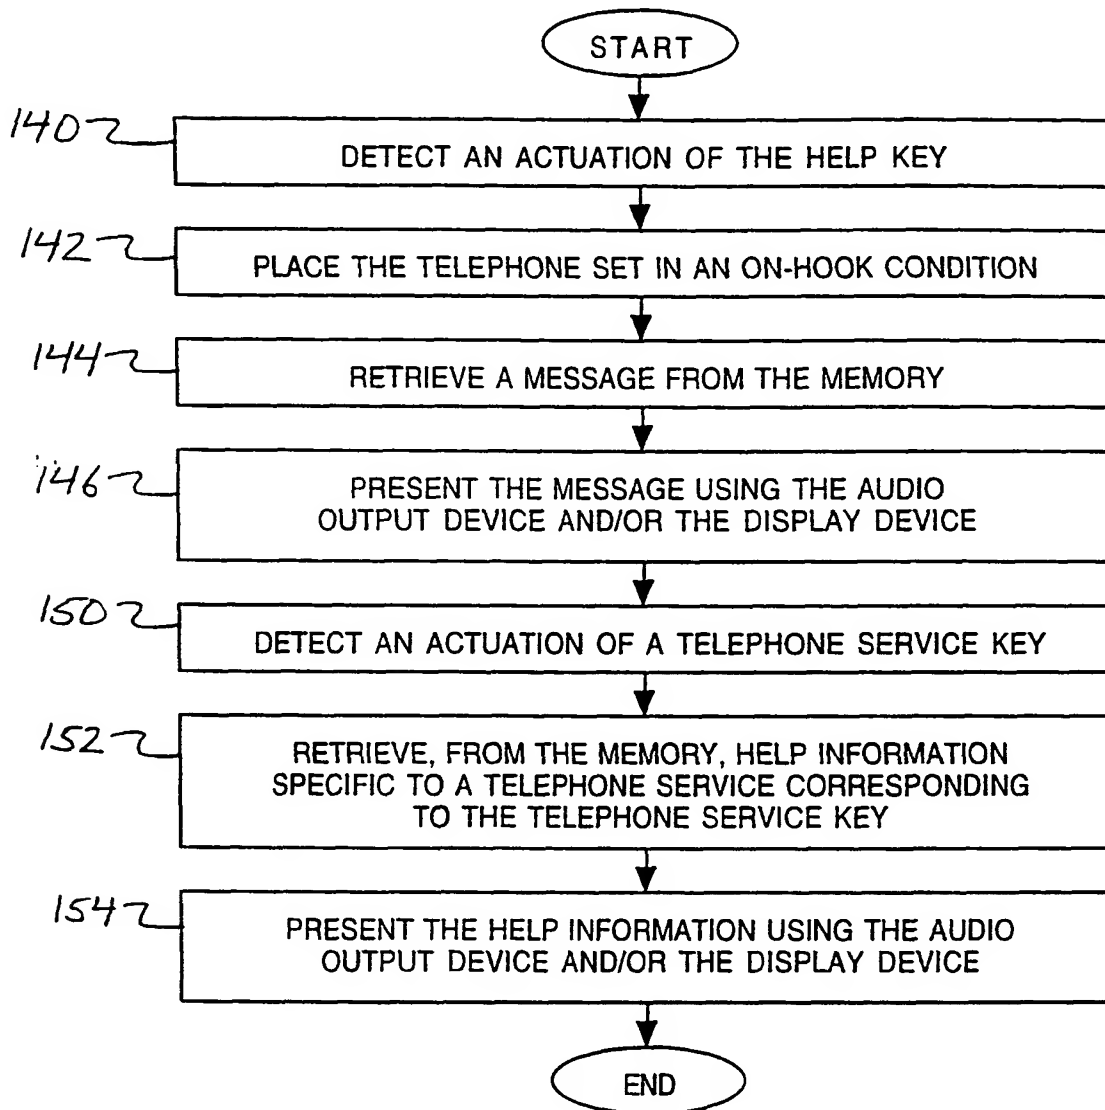 START
140
DETECT AN ACTUATION OF THE HELP KEY
142
PLACE THE TELEPHONE SET IN AN ON-HOOK CONDITION
144
RETRIEVE A MESSAGE FROM THE MEMORY
146
PRESENT THE MESSAGE USING THE AUDIO
OUTPUT DEVICE AND/OR THE DISPLAY DEVICE
150
DETECT AN ACTUATION OF A TELEPHONE SERVICE KEY
152
RETRIEVE, FROM THE MEMORY, HELP INFORMATION
SPECIFIC TO A TELEPHONE SERVICE CORRESPONDING
TO THE TELEPHONE SERVICE KEY
154
PRESENT THE HELP INFORMATION USING THE AUDIO
OUTPUT DEVICE AND/OR THE DISPLAY DEVICE
END